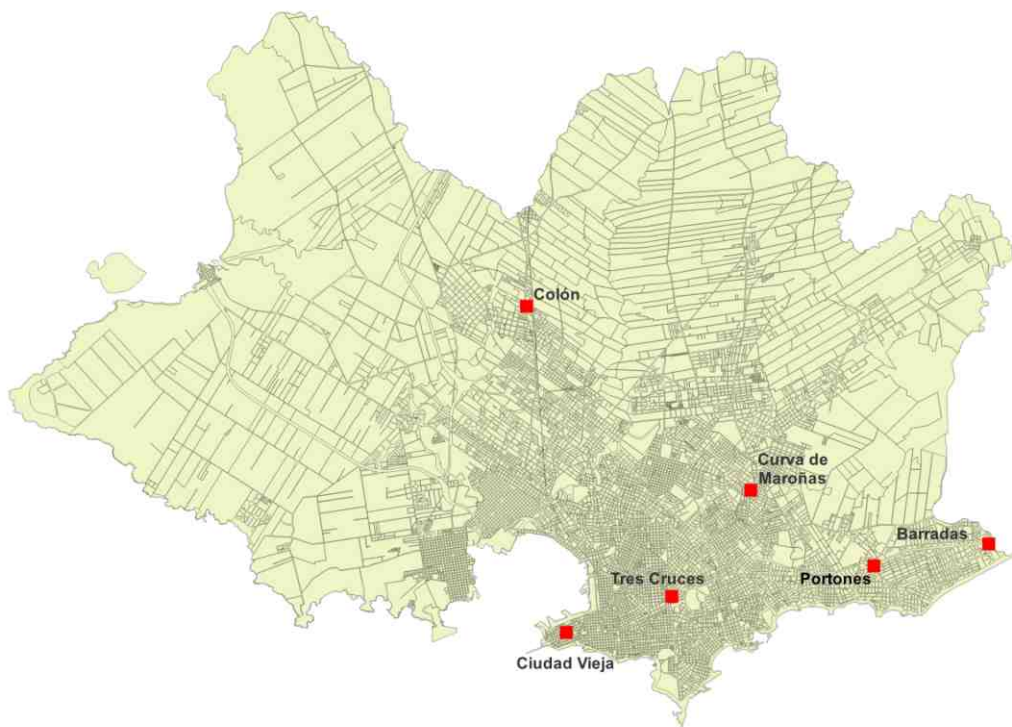 Colón
Curva de
Maroñas
Barradas
Portones
Tres Cruces
Ciudad Vieja